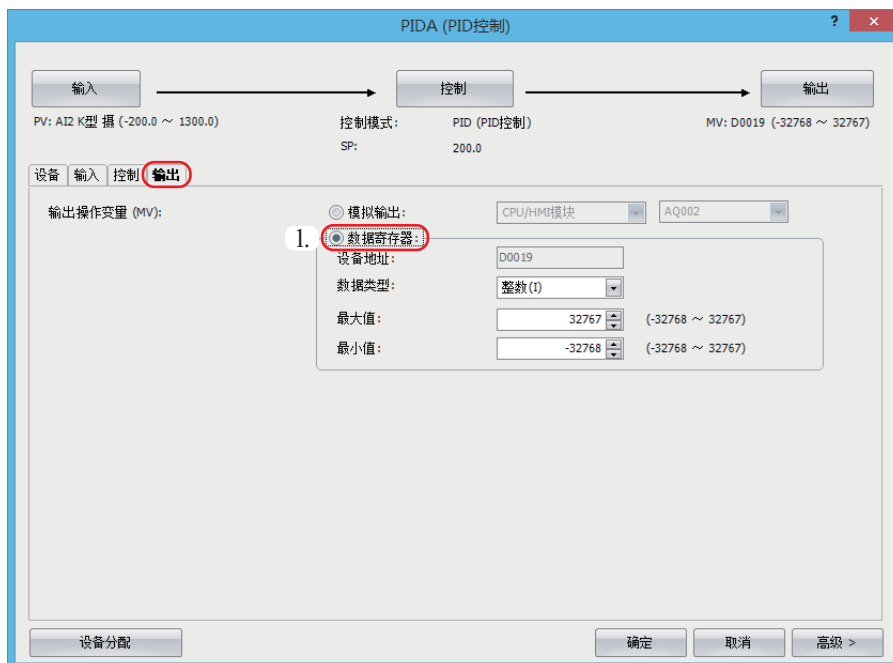 PIDA (PID控制)
? ×
输入 控制 输出
PV: AI2 K型 摄 (-200.0 ～ 1300.0) 控制模式: PID (PID控制) MV: D0019 (-32768 ～ 32767)
SP: 200.0
设备 输入 控制 输出
输出操作变量 (MV): 模拟输出: CPU/HMI模块 AQ002
1. 数据寄存器:
设备地址: D0019
数据类型: 整数(I)
最大值: 32767 (-32768 ～ 32767)
最小值: -32768 (-32768 ～ 32767)
设备分配 确定 取消 高级 >